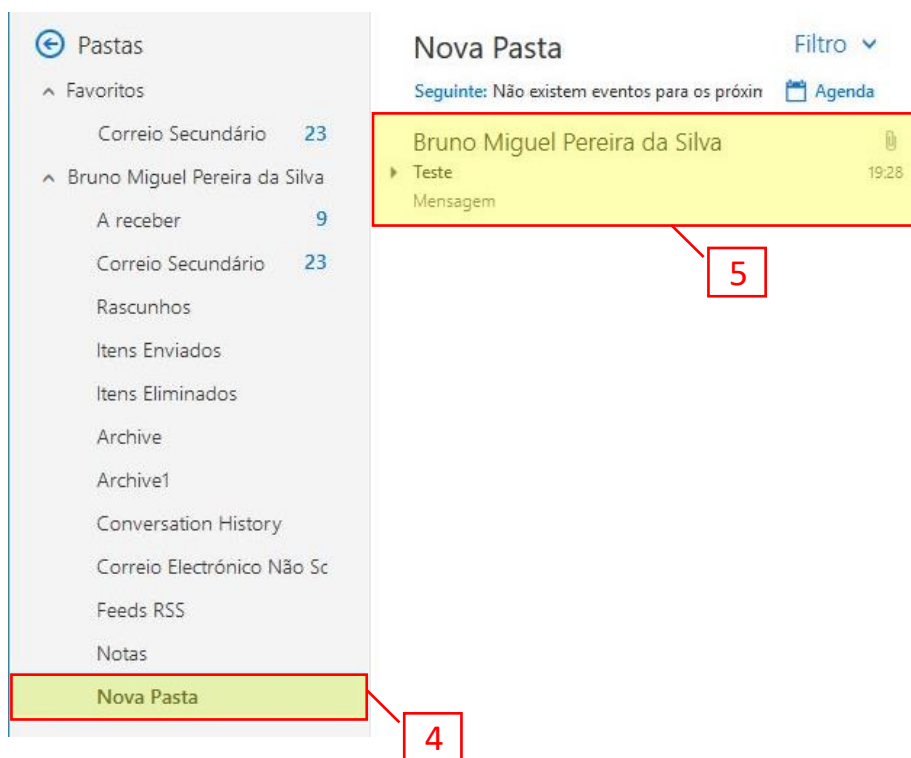 Pastas
Favoritos
Correio Secundário 23
Bruno Miguel Pereira da Silva
A receber 9
Correio Secundário 23
Rascunhos
Itens Enviados
Itens Eliminados
Archive
Archive1
Conversation History
Correio Electrónico Não Sc
Feeds RSS
Notas
Nova Pasta
4
Nova Pasta Filtro
Seguinte: Não existem eventos para os próxin Agenda
Bruno Miguel Pereira da Silva
Teste 19:28
Mensagem
5